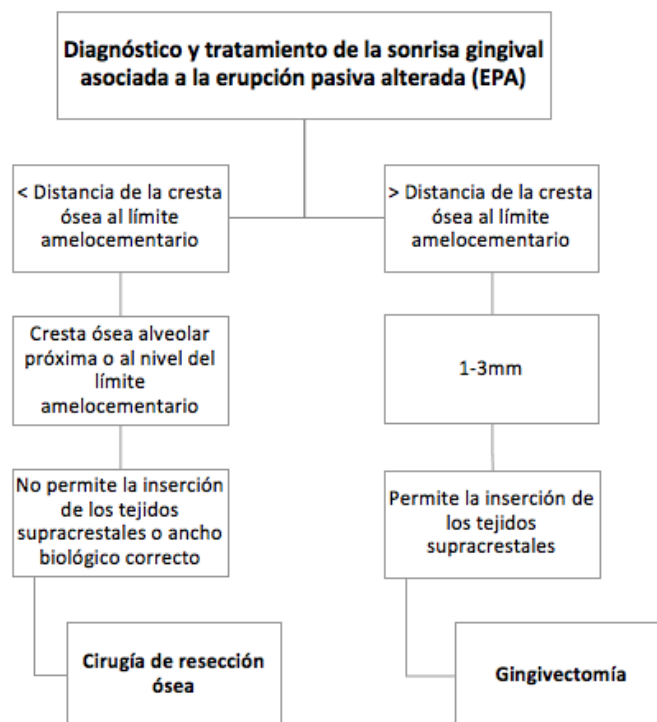 Diagnóstico y tratamiento de la sonrisa gingival
asociada a la erupción pasiva alterada (EPA)
< Distancia de la cresta
ósea al límite
amelocementario
> Distancia de la cresta
ósea al límite
amelocementario
Cresta ósea alveolar
próxima o al nivel del
límite
amelocementario
1-3mm
No permite la inserción
de los tejidos
supracrestales o ancho
biológico correcto
Permite la inserción de
los tejidos
supracrestales
Cirugía de resección
ósea
Gingivectomía